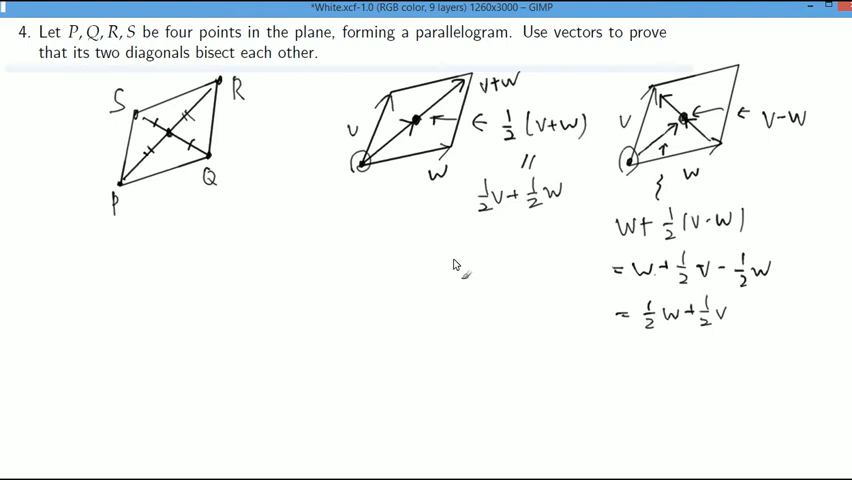 *White.xcf-1.0 (RGB color, 9 layers) 1260x3000 – GIMP
4. Let P, Q, R, S be four points in the plane, forming a parallelogram. Use vectors to prove
that its two diagonals bisect each other.
S
R
P
Q
V
W
V+W
← 1/2 (V+W)
=
1/2 V + 1/2 W
V
W
← V-W
W + 1/2 (V-W)
= W + 1/2 V - 1/2 W
= 1/2 W + 1/2 V